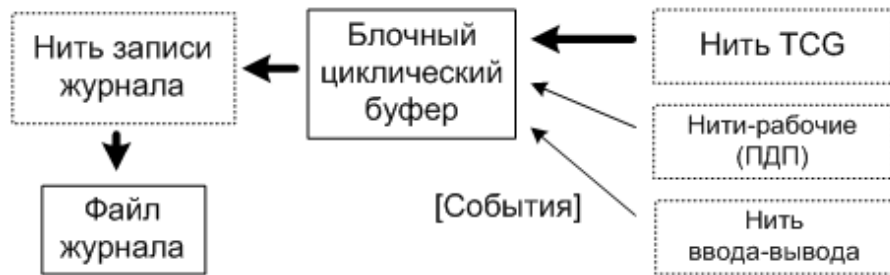 Нить записи
журнала
Блочный
циклический
буфер
Нить TCG
Нити-рабочие
(ПДП)
Файл
журнала
[События]
Нить
ввода-вывода